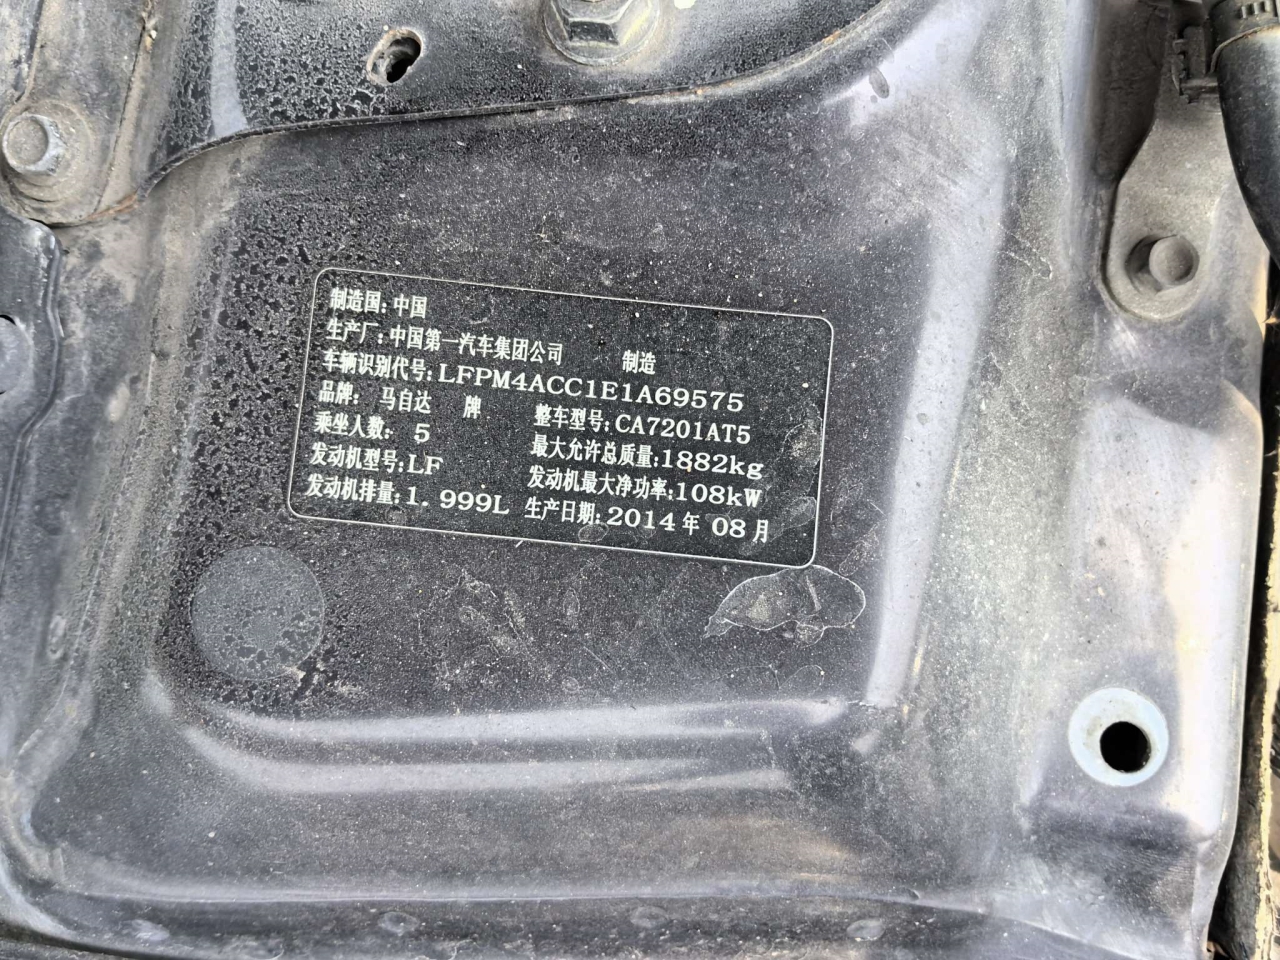 制造国:中国
生产厂:中国第一汽车集团公司 制造
车辆识别代号:LFPM4ACC1E1A69575
品牌: 马自达 牌 整车型号:CA7201AT5
乘坐人数: 5 最大允许总质量:1882kg
发动机型号:LF 发动机最大净功率:108kW
发动机排量:1.999L 生产日期:2014年 08月